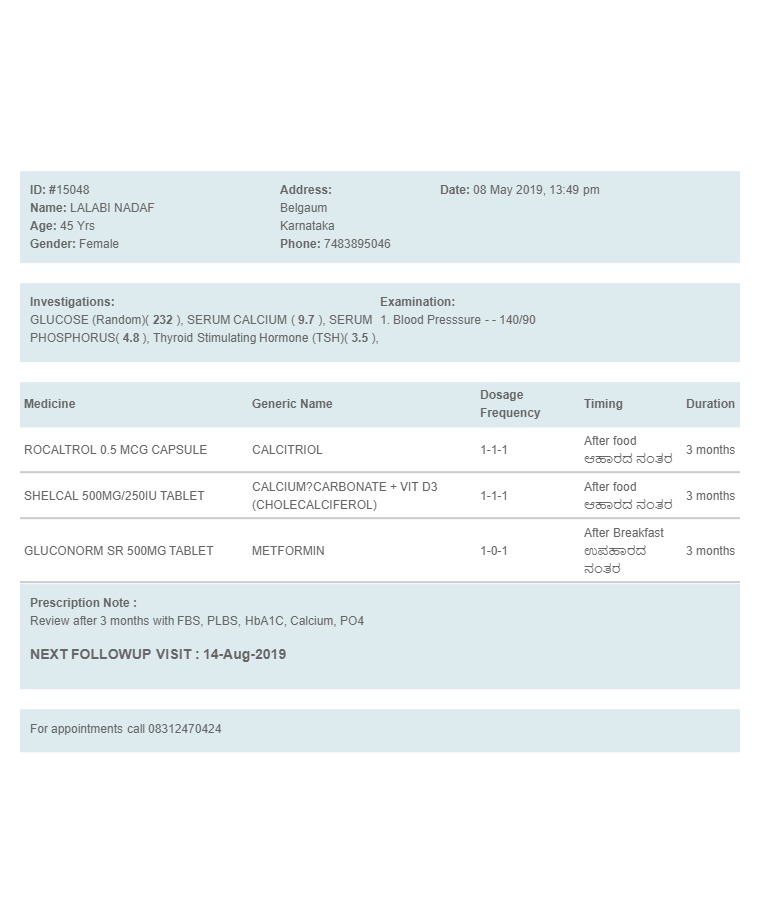 ID: #15048
Name: LALABI NADAF
Age: 45 Yrs
Gender: Female
Address:
Belgaum
Karnataka
Phone: 7483895046
Date: 08 May 2019, 13:49 pm
Investigations:
GLUCOSE (Random)( 232 ), SERUM CALCIUM ( 9.7 ), SERUM
PHOSPHORUS( 4.8 ), Thyroid Stimulating Hormone (TSH)( 3.5 ),
Examination:
1. Blood Presssure - - 140/90
Medicine Generic Name Dosage Frequency Timing Duration
ROCALTROL 0.5 MCG CAPSULE CALCITRIOL 1-1-1 After food 3 months
ಆಹಾರದ ನಂತರ
SHELCAL 500MG/250IU TABLET CALCIUM?CARBONATE + VIT D3 1-1-1 After food 3 months
(CHOLECALCIFEROL) ಆಹಾರದ ನಂತರ
GLUCONORM SR 500MG TABLET METFORMIN 1-0-1 After Breakfast 3 months
ಉಪಹಾರದ
ನಂತರ
Prescription Note :
Review after 3 months with FBS, PLBS, HbA1C, Calcium, PO4
NEXT FOLLOWUP VISIT : 14-Aug-2019
For appointments call 08312470424